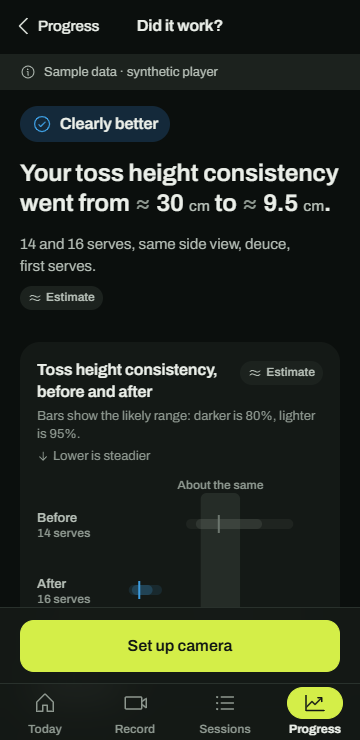 Progress
Did it work?
Sample data · synthetic player
Clearly better
Your toss height consistency
went from ≈ 30 cm to ≈ 9.5 cm.
14 and 16 serves, same side view, deuce,
first serves.
≈ Estimate
Toss height consistency,
before and after
≈ Estimate
Bars show the likely range: darker is 80%, lighter
is 95%.
↓ Lower is steadier
About the same
Before
14 serves
After
16 serves
Set up camera
Today
Record
Sessions
Progress